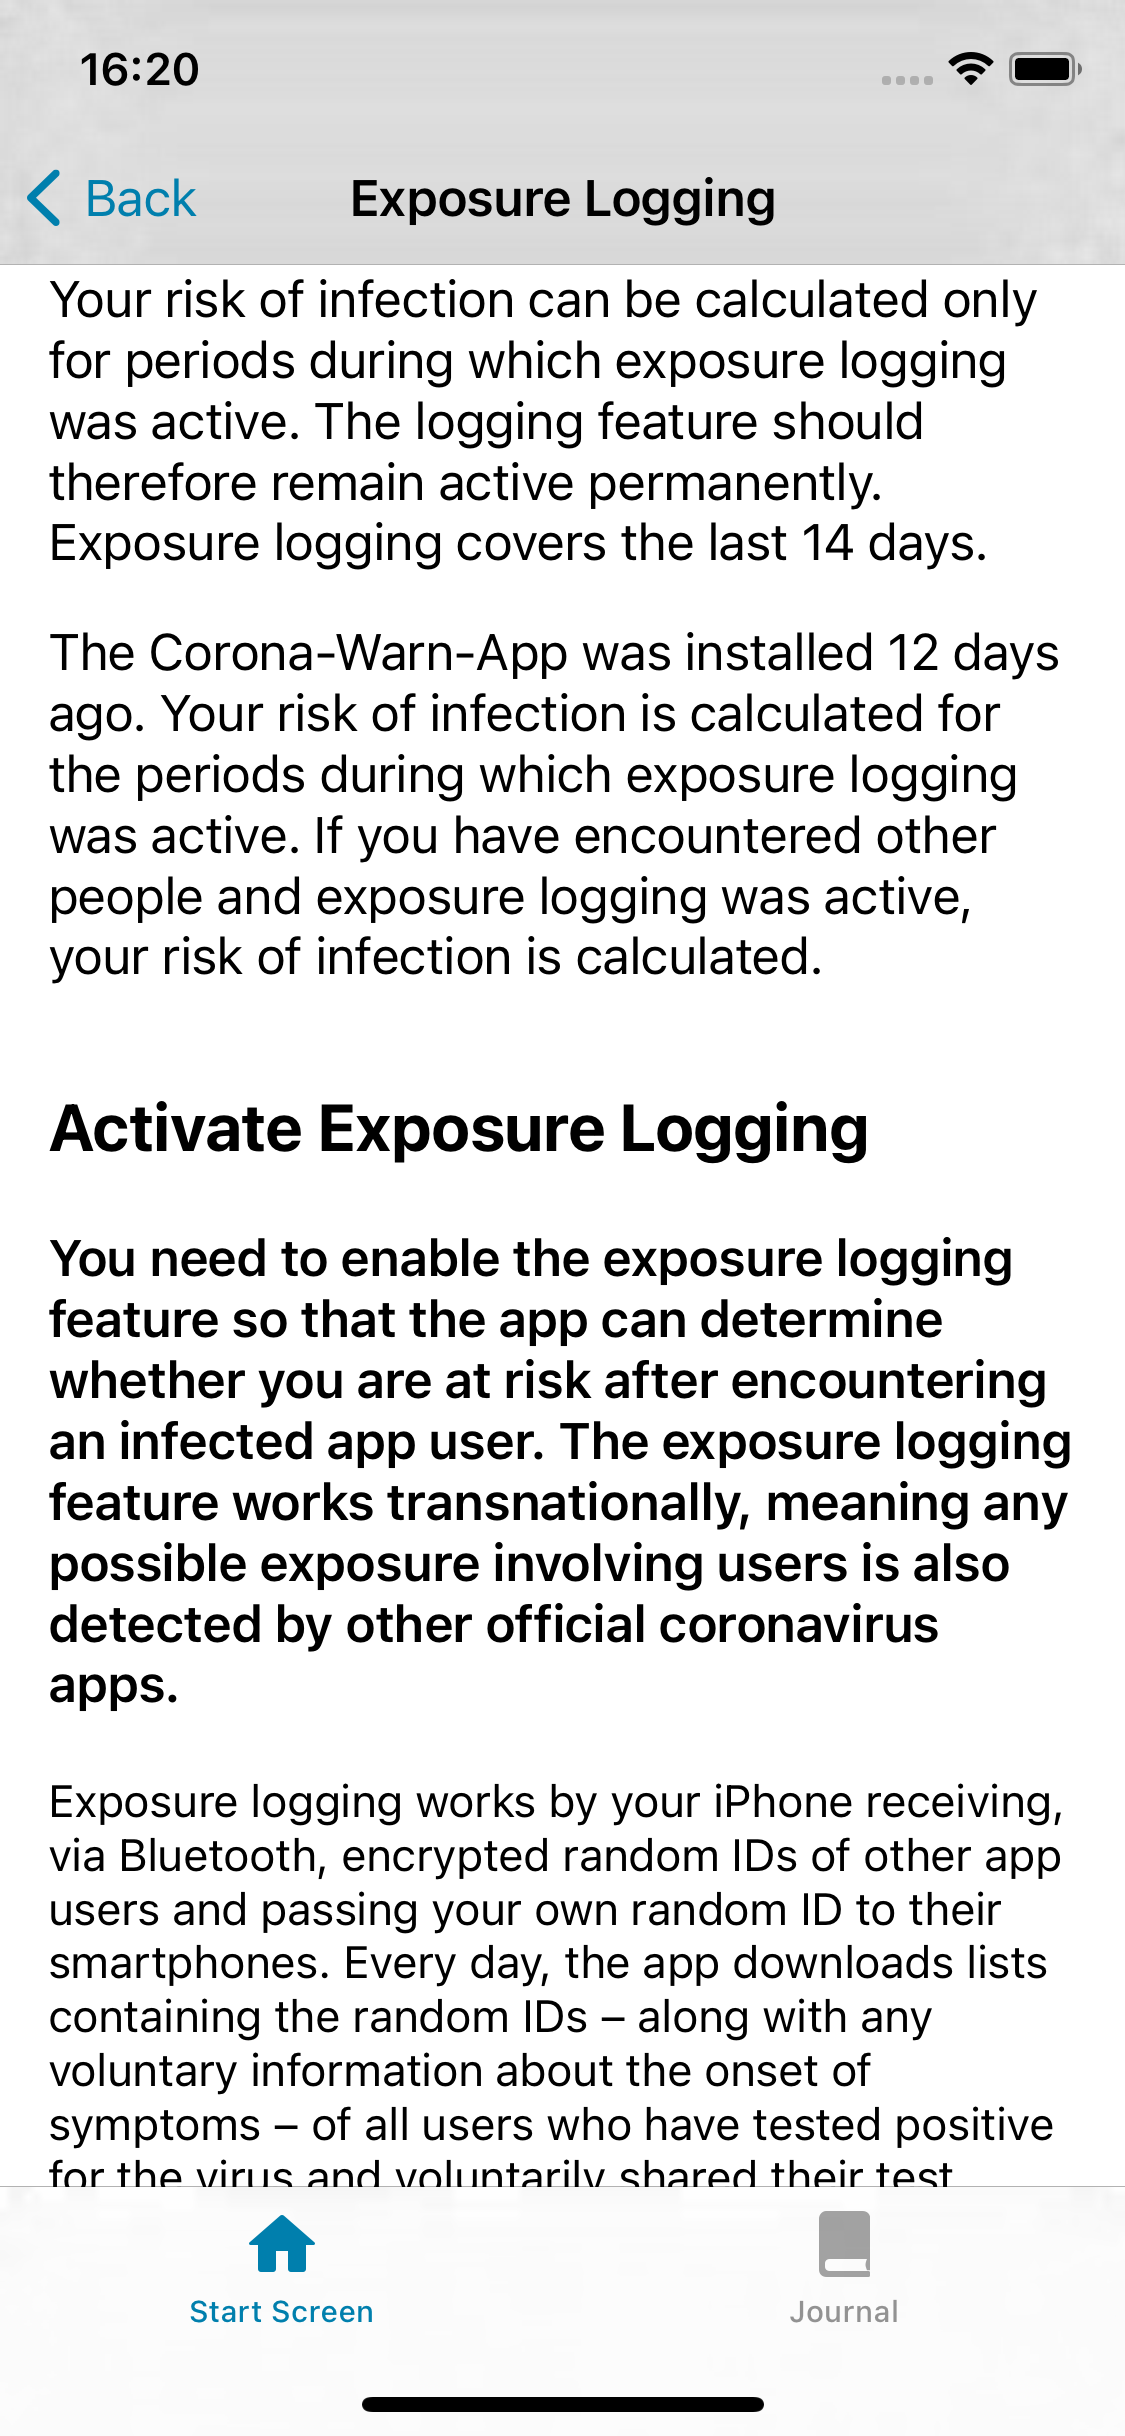 16:20
Back
Exposure Logging
Your risk of infection can be calculated only
for periods during which exposure logging
was active. The logging feature should
therefore remain active permanently.
Exposure logging covers the last 14 days.
The Corona-Warn-App was installed 12 days
ago. Your risk of infection is calculated for
the periods during which exposure logging
was active. If you have encountered other
people and exposure logging was active,
your risk of infection is calculated.
Activate Exposure Logging
You need to enable the exposure logging
feature so that the app can determine
whether you are at risk after encountering
an infected app user. The exposure logging
feature works transnationally, meaning any
possible exposure involving users is also
detected by other official coronavirus
apps.
Exposure logging works by your iPhone receiving,
via Bluetooth, encrypted random IDs of other app
users and passing your own random ID to their
smartphones. Every day, the app downloads lists
containing the random IDs – along with any
voluntary information about the onset of
symptoms – of all users who have tested positive
for the virus and voluntarily shared their test
Start Screen
Journal